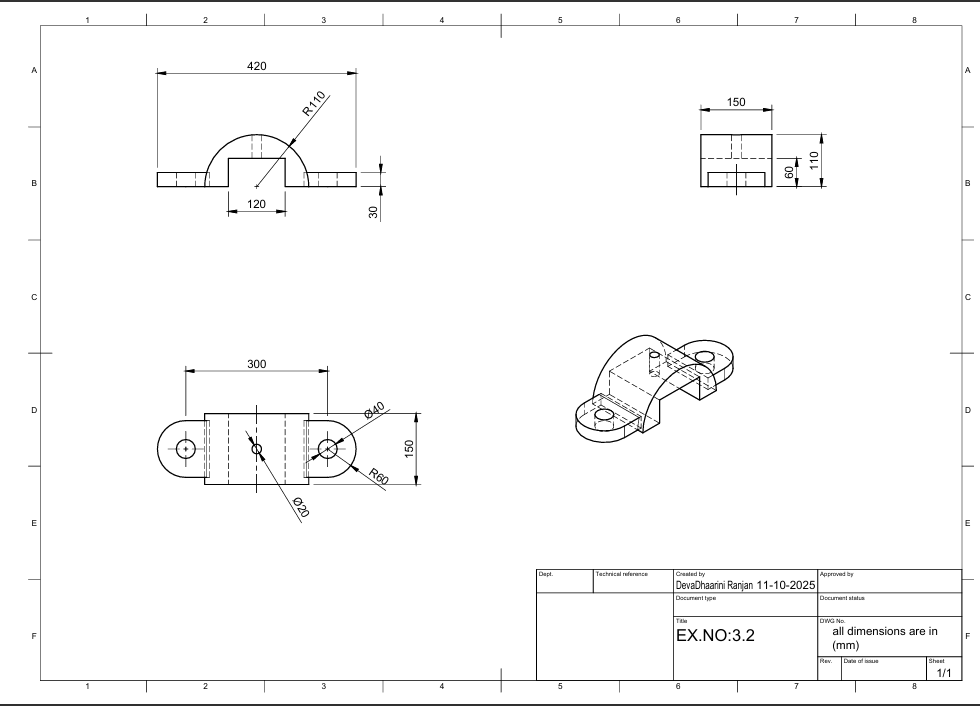 1 2 3 4 5 6 7 8
A A
420
R110
150
110
60
B B
120
30
C C
300
Ø40
D D
150
R60
Ø20
E E
Dept. Technical reference Created by Approved by
DevaDhaarini Ranjan 11-10-2025
Document type Document status
Title DWG No.
EX.NO:3.2 all dimensions are in
(mm)
F F
Rev. Date of issue Sheet
1/1
1 2 3 4 5 6 7 8